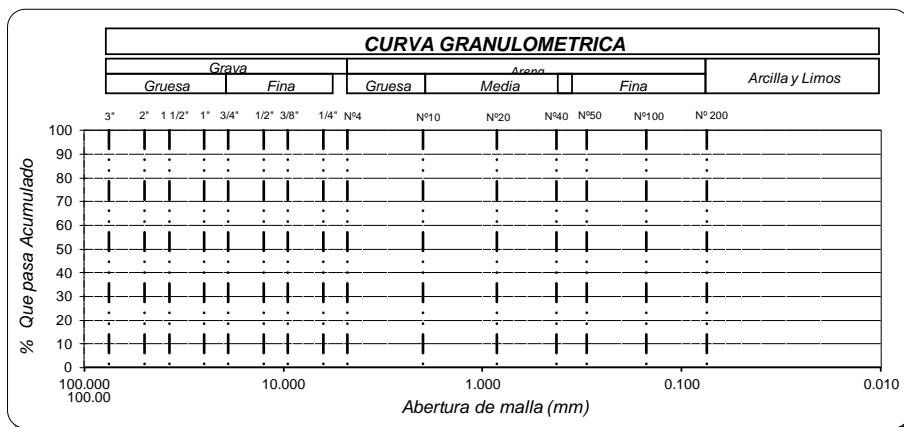 CURVA GRANULOMETRICA
Grava Arena Arcilla y Limos
Gruesa Fina Gruesa Media Fina
3" 2" 1 1/2" 1" 3/4" 1/2" 3/8" 1/4" Nº4 Nº10 Nº20 Nº40 Nº50 Nº100 Nº 200
100
90
80
70
60
50
40
30
20
10
0
% Que pasa Acumulado
100.000 10.000 1.000 0.100 0.010
100.00
Abertura de malla (mm)